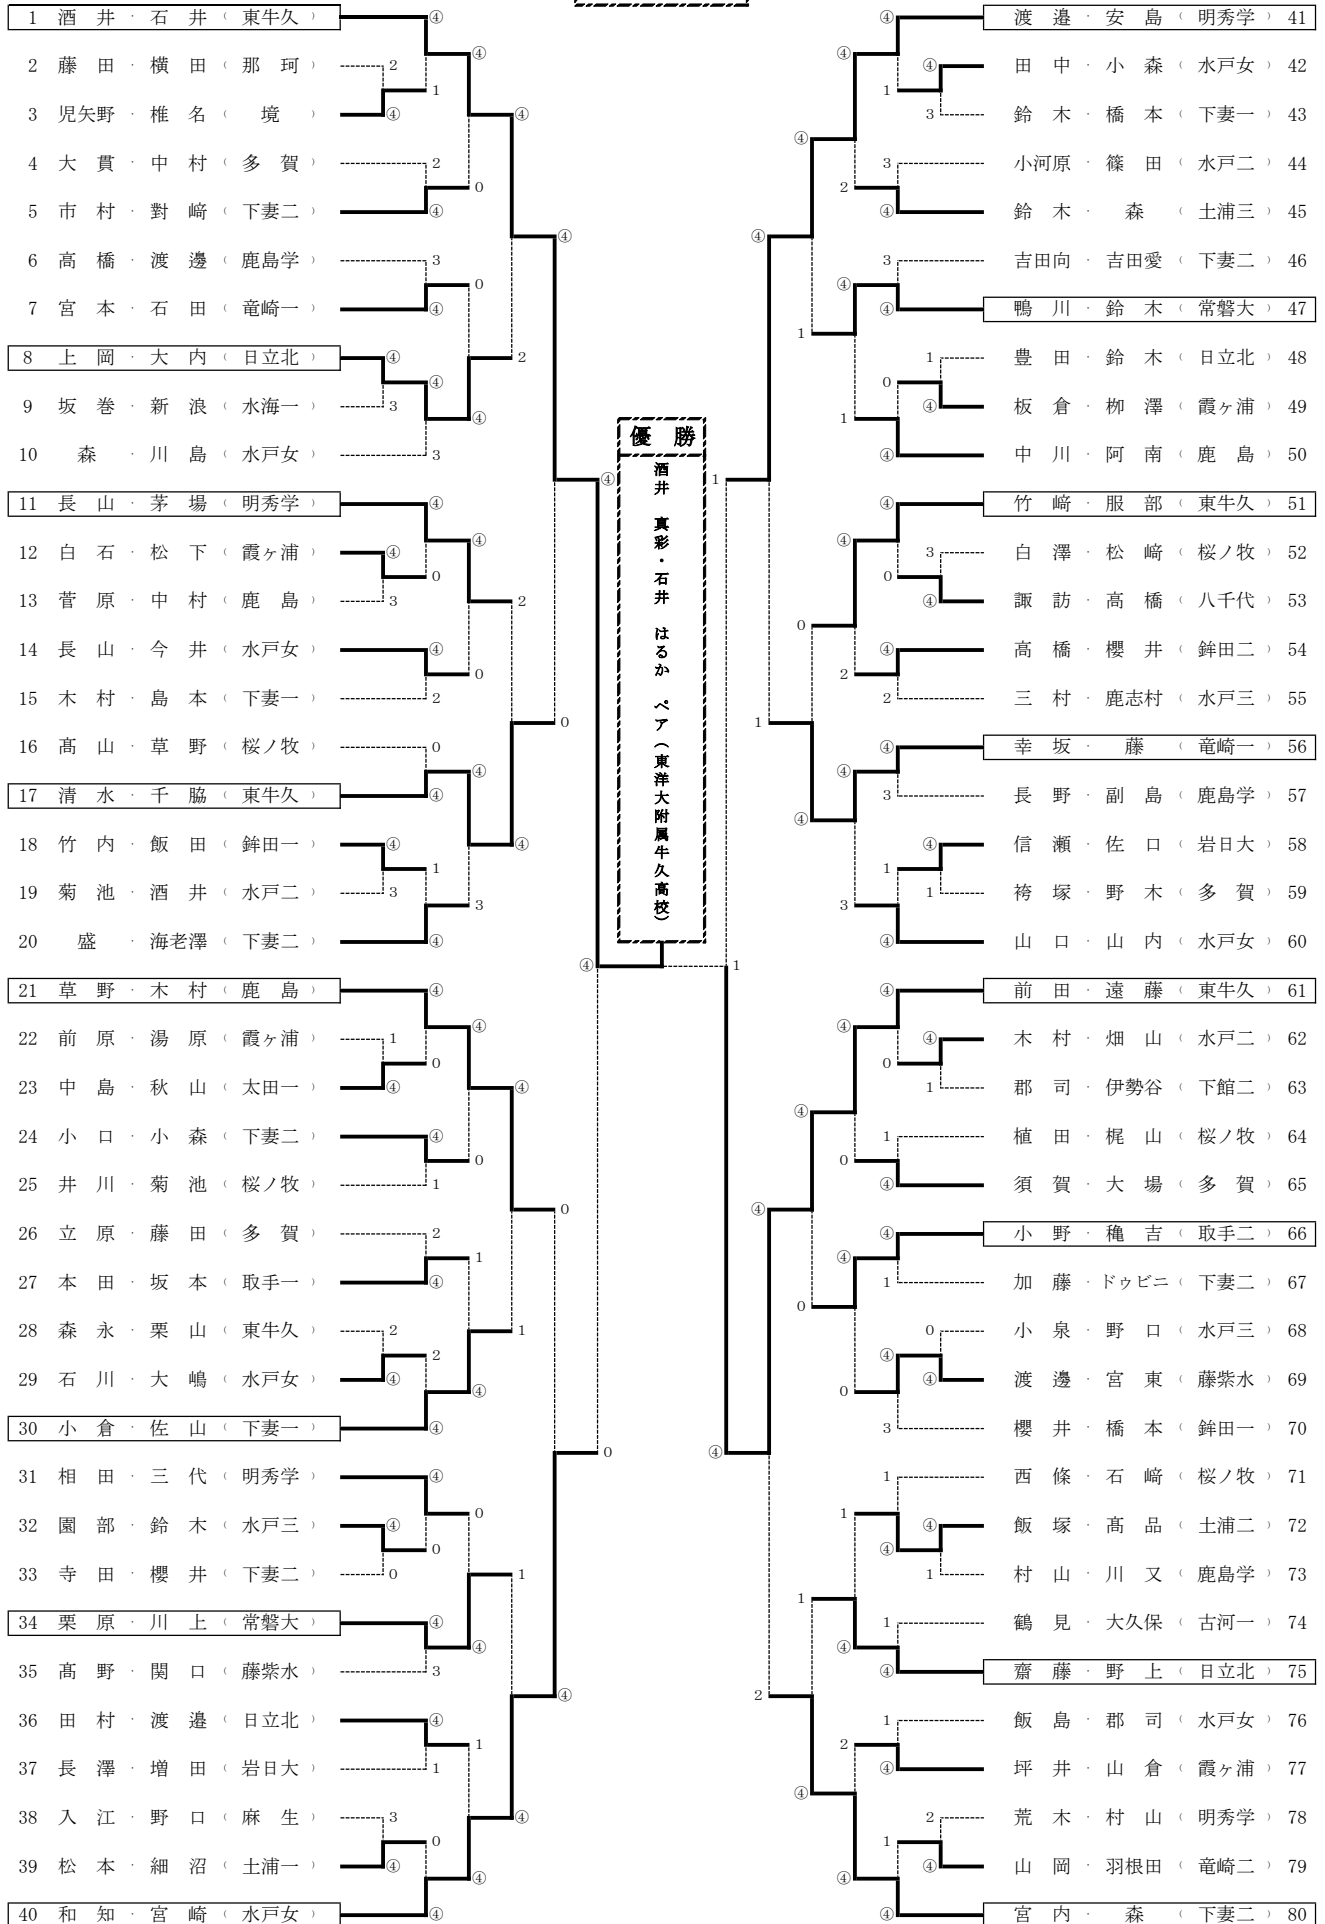 1 酒井・石井（東牛久）
2 藤田・横田（那珂）
3 児矢野・椎名（境）
4 大貫・中村（多賀）
5 市村・對﨑（下妻二）
6 高橋・渡邊（鹿島学）
7 宮本・石田（竜崎一）
8 上岡・大内（日立北）
9 坂巻・新浪（水海一）
10 森・川島（水戸女）
11 長山・茅場（明秀学）
12 白石・松下（霞ヶ浦）
13 菅原・中村（鹿島）
14 長山・今井（水戸女）
15 木村・島本（下妻一）
16 髙山・草野（桜ノ牧）
17 清水・千脇（東牛久）
18 竹内・飯田（鉾田一）
19 菊池・酒井（水戸二）
20 盛・海老澤（下妻二）
21 草野・木村（鹿島）
22 前原・湯原（霞ヶ浦）
23 中島・秋山（太田一）
24 小口・小森（下妻二）
25 井川・菊池（桜ノ牧）
26 立原・藤田（多賀）
27 本田・坂本（取手一）
28 森永・栗山（東牛久）
29 石川・大嶋（水戸女）
30 小倉・佐山（下妻一）
31 相田・三代（明秀学）
32 園部・鈴木（水戸三）
33 寺田・櫻井（下妻二）
34 栗原・川上（常磐大）
35 髙野・関口（藤紫水）
36 田村・渡邉（日立北）
37 長澤・増田（岩日大）
38 入江・野口（麻生）
39 松本・細沼（土浦一）
40 和知・宮崎（水戸女）
優勝
酒井 真彩・石井 はるか ペア（東洋大附属牛久高校）
渡邉・安島（明秀学）41
田中・小森（水戸女）42
鈴木・橋本（下妻一）43
小河原・篠田（水戸二）44
鈴木・森（土浦三）45
吉田向・吉田愛（下妻二）46
鴨川・鈴木（常磐大）47
豊田・鈴木（日立北）48
板倉・栁澤（霞ヶ浦）49
中川・阿南（鹿島）50
竹﨑・服部（東牛久）51
白澤・松﨑（桜ノ牧）52
諏訪・高橋（八千代）53
高橋・櫻井（鉾田二）54
三村・鹿志村（水戸三）55
幸坂・藤（竜崎一）56
長野・副島（鹿島学）57
信瀬・佐口（岩日大）58
袴塚・野木（多賀）59
山口・山内（水戸女）60
前田・遠藤（東牛久）61
木村・畑山（水戸二）62
郡司・伊勢谷（下館二）63
植田・梶山（桜ノ牧）64
須賀・大場（多賀）65
小野・穐吉（取手二）66
加藤・ドゥビニ（下妻二）67
小泉・野口（水戸三）68
渡邊・宮東（藤紫水）69
櫻井・橋本（鉾田一）70
西條・石﨑（桜ノ牧）71
飯塚・髙品（土浦二）72
村山・川又（鹿島学）73
鶴見・大久保（古河一）74
齋藤・野上（日立北）75
飯島・郡司（水戸女）76
坪井・山倉（霞ヶ浦）77
荒木・村山（明秀学）78
山岡・羽根田（竜崎二）79
宮内・森（下妻二）80